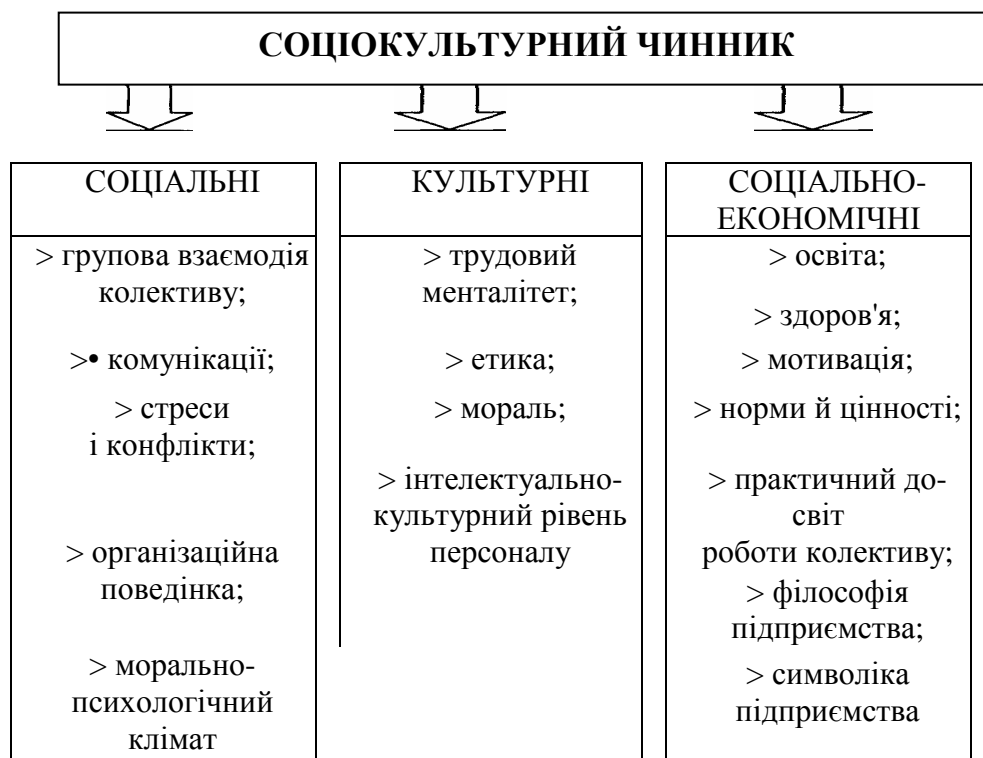 СОЦІОКУЛЬТУРНИЙ ЧИННИК
СОЦІАЛЬНІ
> групова взаємодія
колективу;
>• комунікації;
> стреси
і конфлікти;
> організаційна
поведінка;
> морально-
психологічний
клімат
КУЛЬТУРНІ
> трудовий
менталітет;
> етика;
> мораль;
> інтелектуально-
культурний рівень
персоналу
СОЦІАЛЬНО-
ЕКОНОМІЧНІ
> освіта;
> здоров'я;
> мотивація;
> норми й цінності;
> практичний до-
світ
роботи колективу;
> філософія
підприємства;
> символіка
підприємства